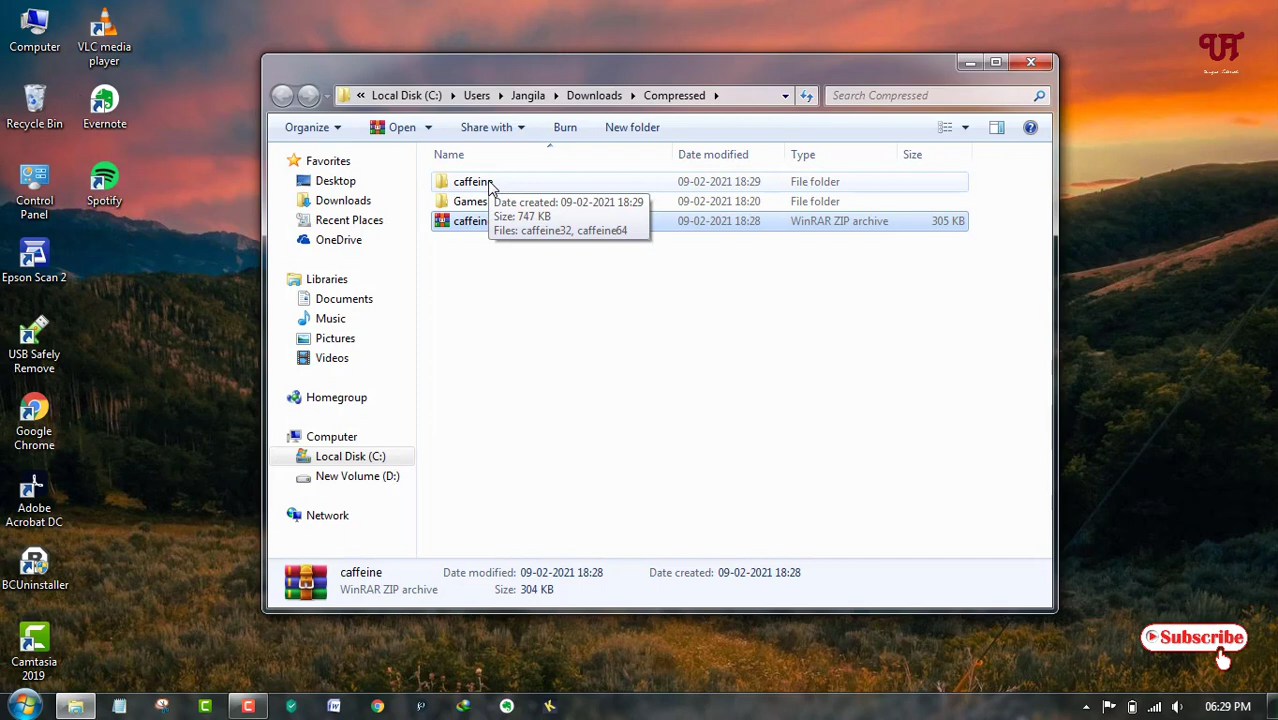 Computer
VLC media
player
Recycle Bin
Evernote
Control
Panel
Spotify
Epson Scan 2
USB Safely
Remove
Google
Chrome
Adobe
Acrobat DC
BCUninstaller
Camtasia
2019
« Local Disk (C:) Users Jangila Downloads Compressed
Search Compressed
Organize Open Share with Burn New folder
Name Date modified Type Size
Favorites
Desktop
Downloads
Recent Places
OneDrive
Libraries
Documents
Music
Pictures
Videos
Homegroup
Computer
Local Disk (C:)
New Volume (D:)
Network
caffeine 09-02-2021 18:29 File folder
Games 09-02-2021 18:20 File folder
caffein 09-02-2021 18:28 WinRAR ZIP archive 305 KB
Date created: 09-02-2021 18:29
Size: 747 KB
Files: caffeine32, caffeine64
caffeine Date modified: 09-02-2021 18:28 Date created: 09-02-2021 18:28
WinRAR ZIP archive Size: 304 KB
Subscribe
06:29 PM